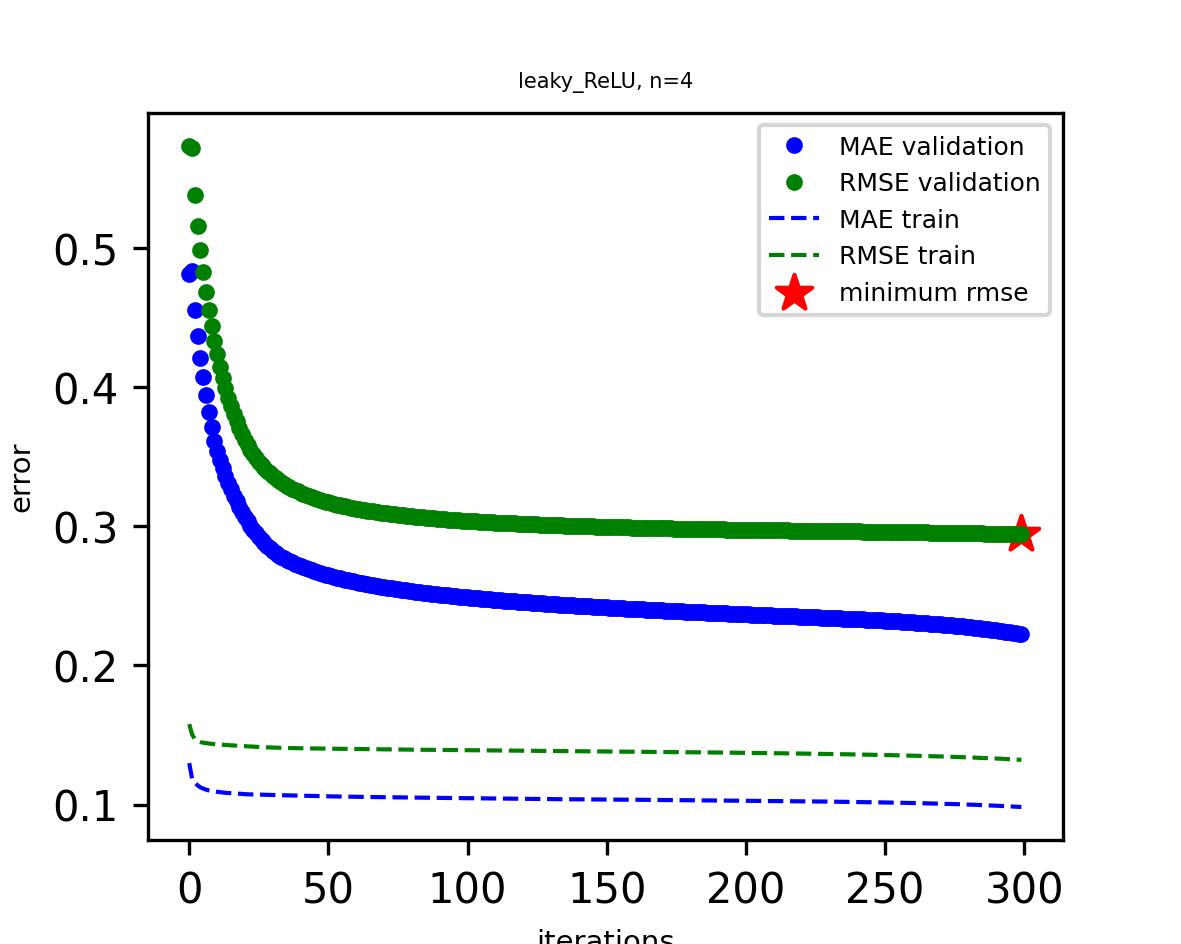 leaky_ReLU, n=4
MAE validation
RMSE validation
MAE train
RMSE train
minimum rmse
error
0.5
0.4
0.3
0.2
0.1
0 50 100 150 200 250 300
iterations